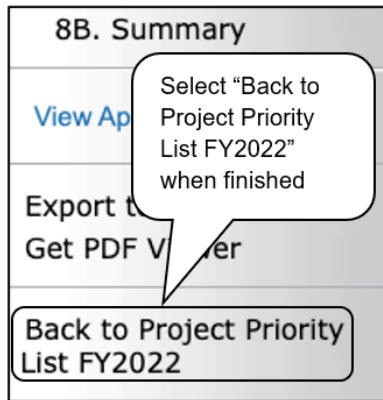 8B. Summary
View Ap
Select “Back to
Project Priority
List FY2022”
when finished
Export t
Get PDF V wer
Back to Project Priority
List FY2022